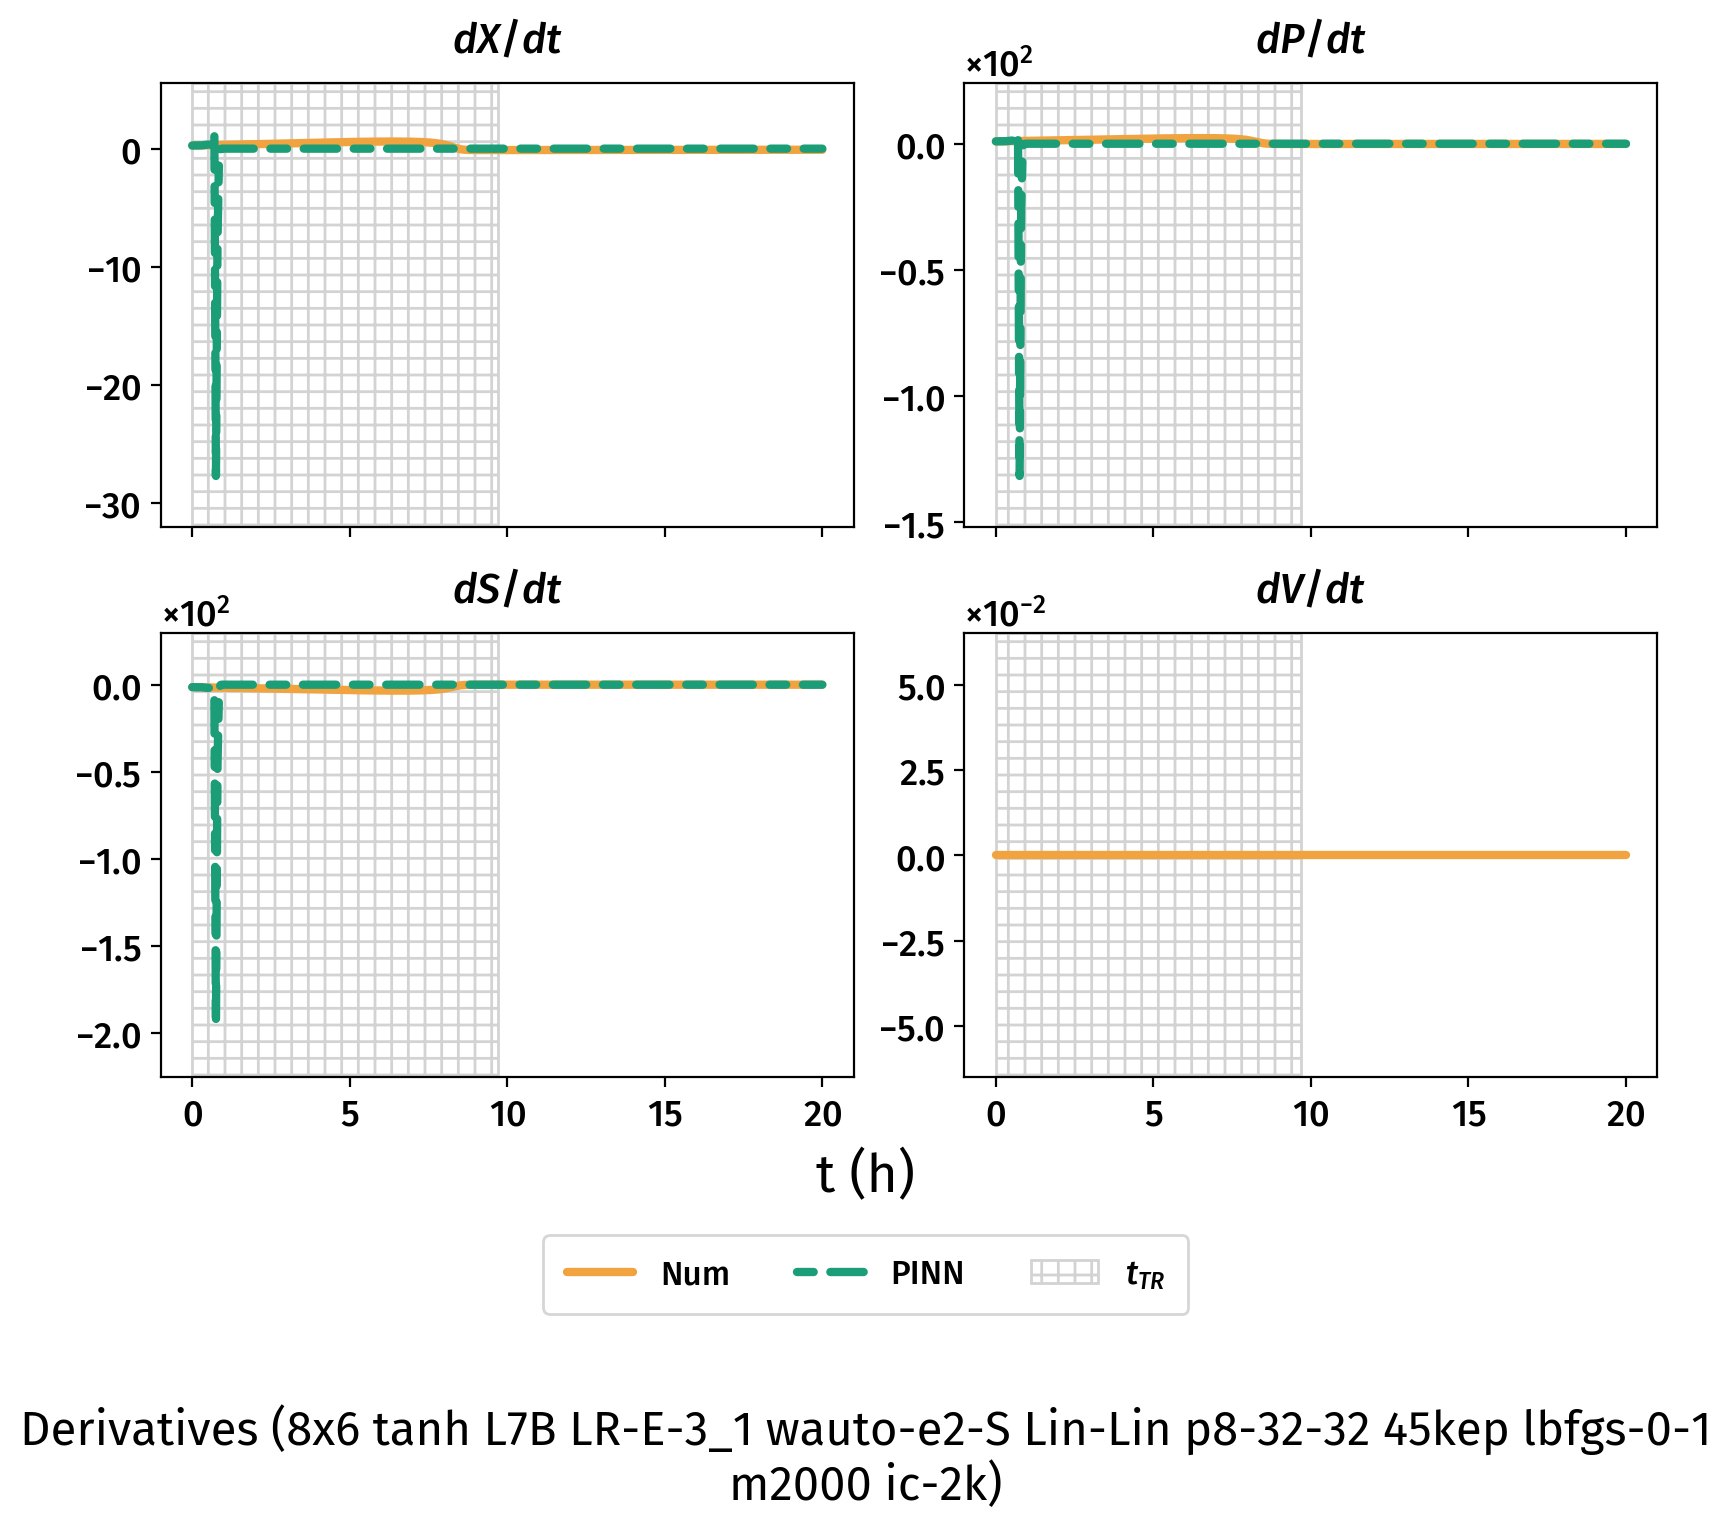 dX/dt
0
−10
−20
−30
dP/dt
×10²
0.0
−0.5
−1.0
−1.5
dS/dt
×10²
0.0
−0.5
−1.0
−1.5
−2.0
0 5 10 15 20
dV/dt
×10⁻²
5.0
2.5
0.0
−2.5
−5.0
0 5 10 15 20
t (h)
Num PINN t_TR
Derivatives (8x6 tanh L7B LR-E-3_1 wauto-e2-S Lin-Lin p8-32-32 45kep lbfgs-0-1
m2000 ic-2k)